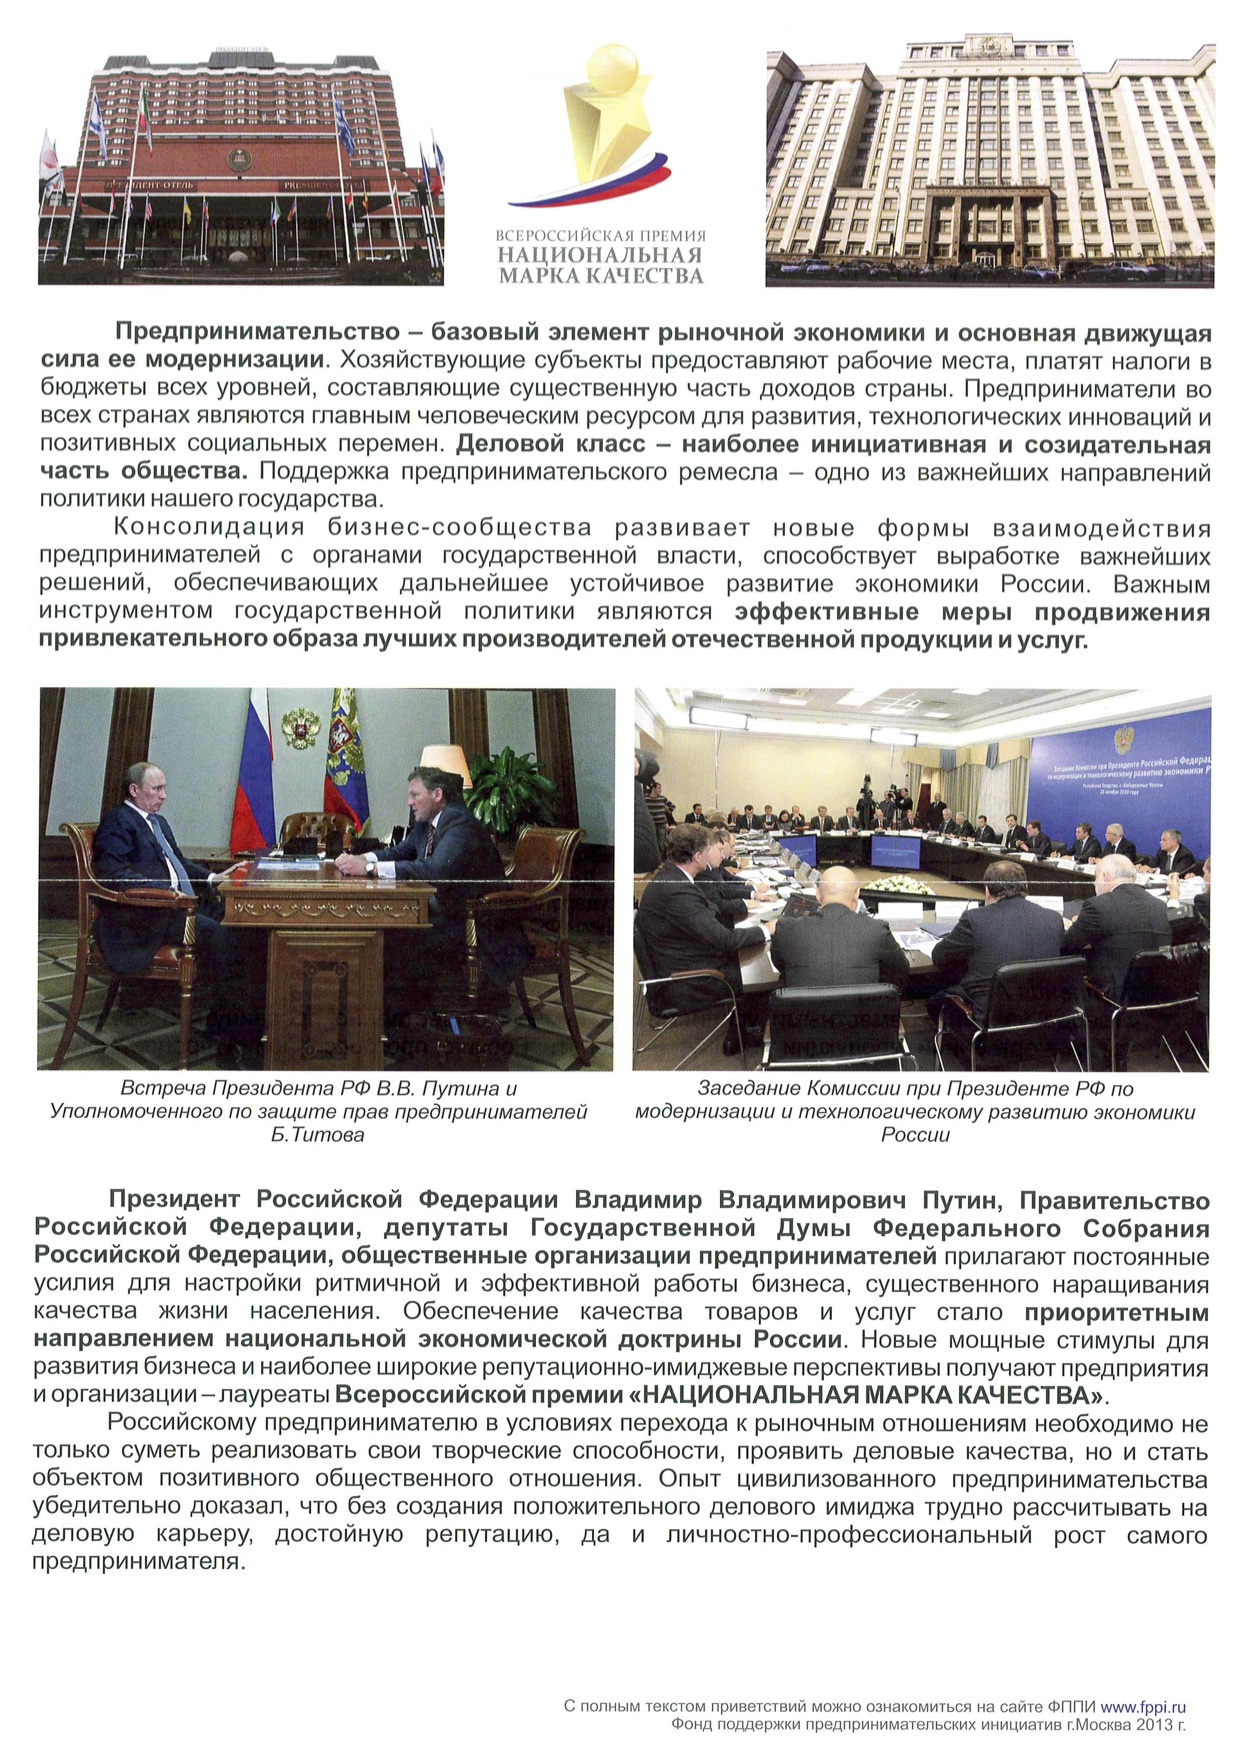 ПРЕЗИДЕНТ ОТЕЛЬ
ПРЕЗИДЕНТ-ОТЕЛЬ PRESIDENT-HOTEL
ВСЕРОССИЙСКАЯ ПРЕМИЯ
НАЦИОНАЛЬНАЯ
МАРКА КАЧЕСТВА
Предпринимательство – базовый элемент рыночной экономики и основная движущая
сила ее модернизации. Хозяйствующие субъекты предоставляют рабочие места, платят налоги в
бюджеты всех уровней, составляющие существенную часть доходов страны. Предприниматели во
всех странах являются главным человеческим ресурсом для развития, технологических инноваций и
позитивных социальных перемен. Деловой класс – наиболее инициативная и созидательная
часть общества. Поддержка предпринимательского ремесла – одно из важнейших направлений
политики нашего государства.
Консолидация бизнес-сообщества развивает новые формы взаимодействия
предпринимателей с органами государственной власти, способствует выработке важнейших
решений, обеспечивающих дальнейшее устойчивое развитие экономики России. Важным
инструментом государственной политики являются эффективные меры продвижения
привлекательного образа лучших производителей отечественной продукции и услуг.
Заседание Комиссии при Президенте Российской Федерац
по модернизации и технологическому развитию экономики Р
Республика Татарстан, г. Набережные Челны
Встреча Президента РФ В.В. Путина и
Уполномоченного по защите прав предпринимателей
Б.Титова
Заседание Комиссии при Президенте РФ по
модернизации и технологическому развитию экономики
России
Президент Российской Федерации Владимир Владимирович Путин, Правительство
Российской Федерации, депутаты Государственной Думы Федерального Собрания
Российской Федерации, общественные организации предпринимателей прилагают постоянные
усилия для настройки ритмичной и эффективной работы бизнеса, существенного наращивания
качества жизни населения. Обеспечение качества товаров и услуг стало приоритетным
направлением национальной экономической доктрины России. Новые мощные стимулы для
развития бизнеса и наиболее широкие репутационно-имиджевые перспективы получают предприятия
и организации – лауреаты Всероссийской премии «НАЦИОНАЛЬНАЯ МАРКА КАЧЕСТВА».
Российскому предпринимателю в условиях перехода к рыночным отношениям необходимо не
только суметь реализовать свои творческие способности, проявить деловые качества, но и стать
объектом позитивного общественного отношения. Опыт цивилизованного предпринимательства
убедительно доказал, что без создания положительного делового имиджа трудно рассчитывать на
деловую карьеру, достойную репутацию, да и личностно-профессиональный рост самого
предпринимателя.
С полным текстом приветствий можно ознакомиться на сайте ФППИ www.fppi.ru
Фонд поддержки предпринимательских инициатив г.Москва 2013 г.